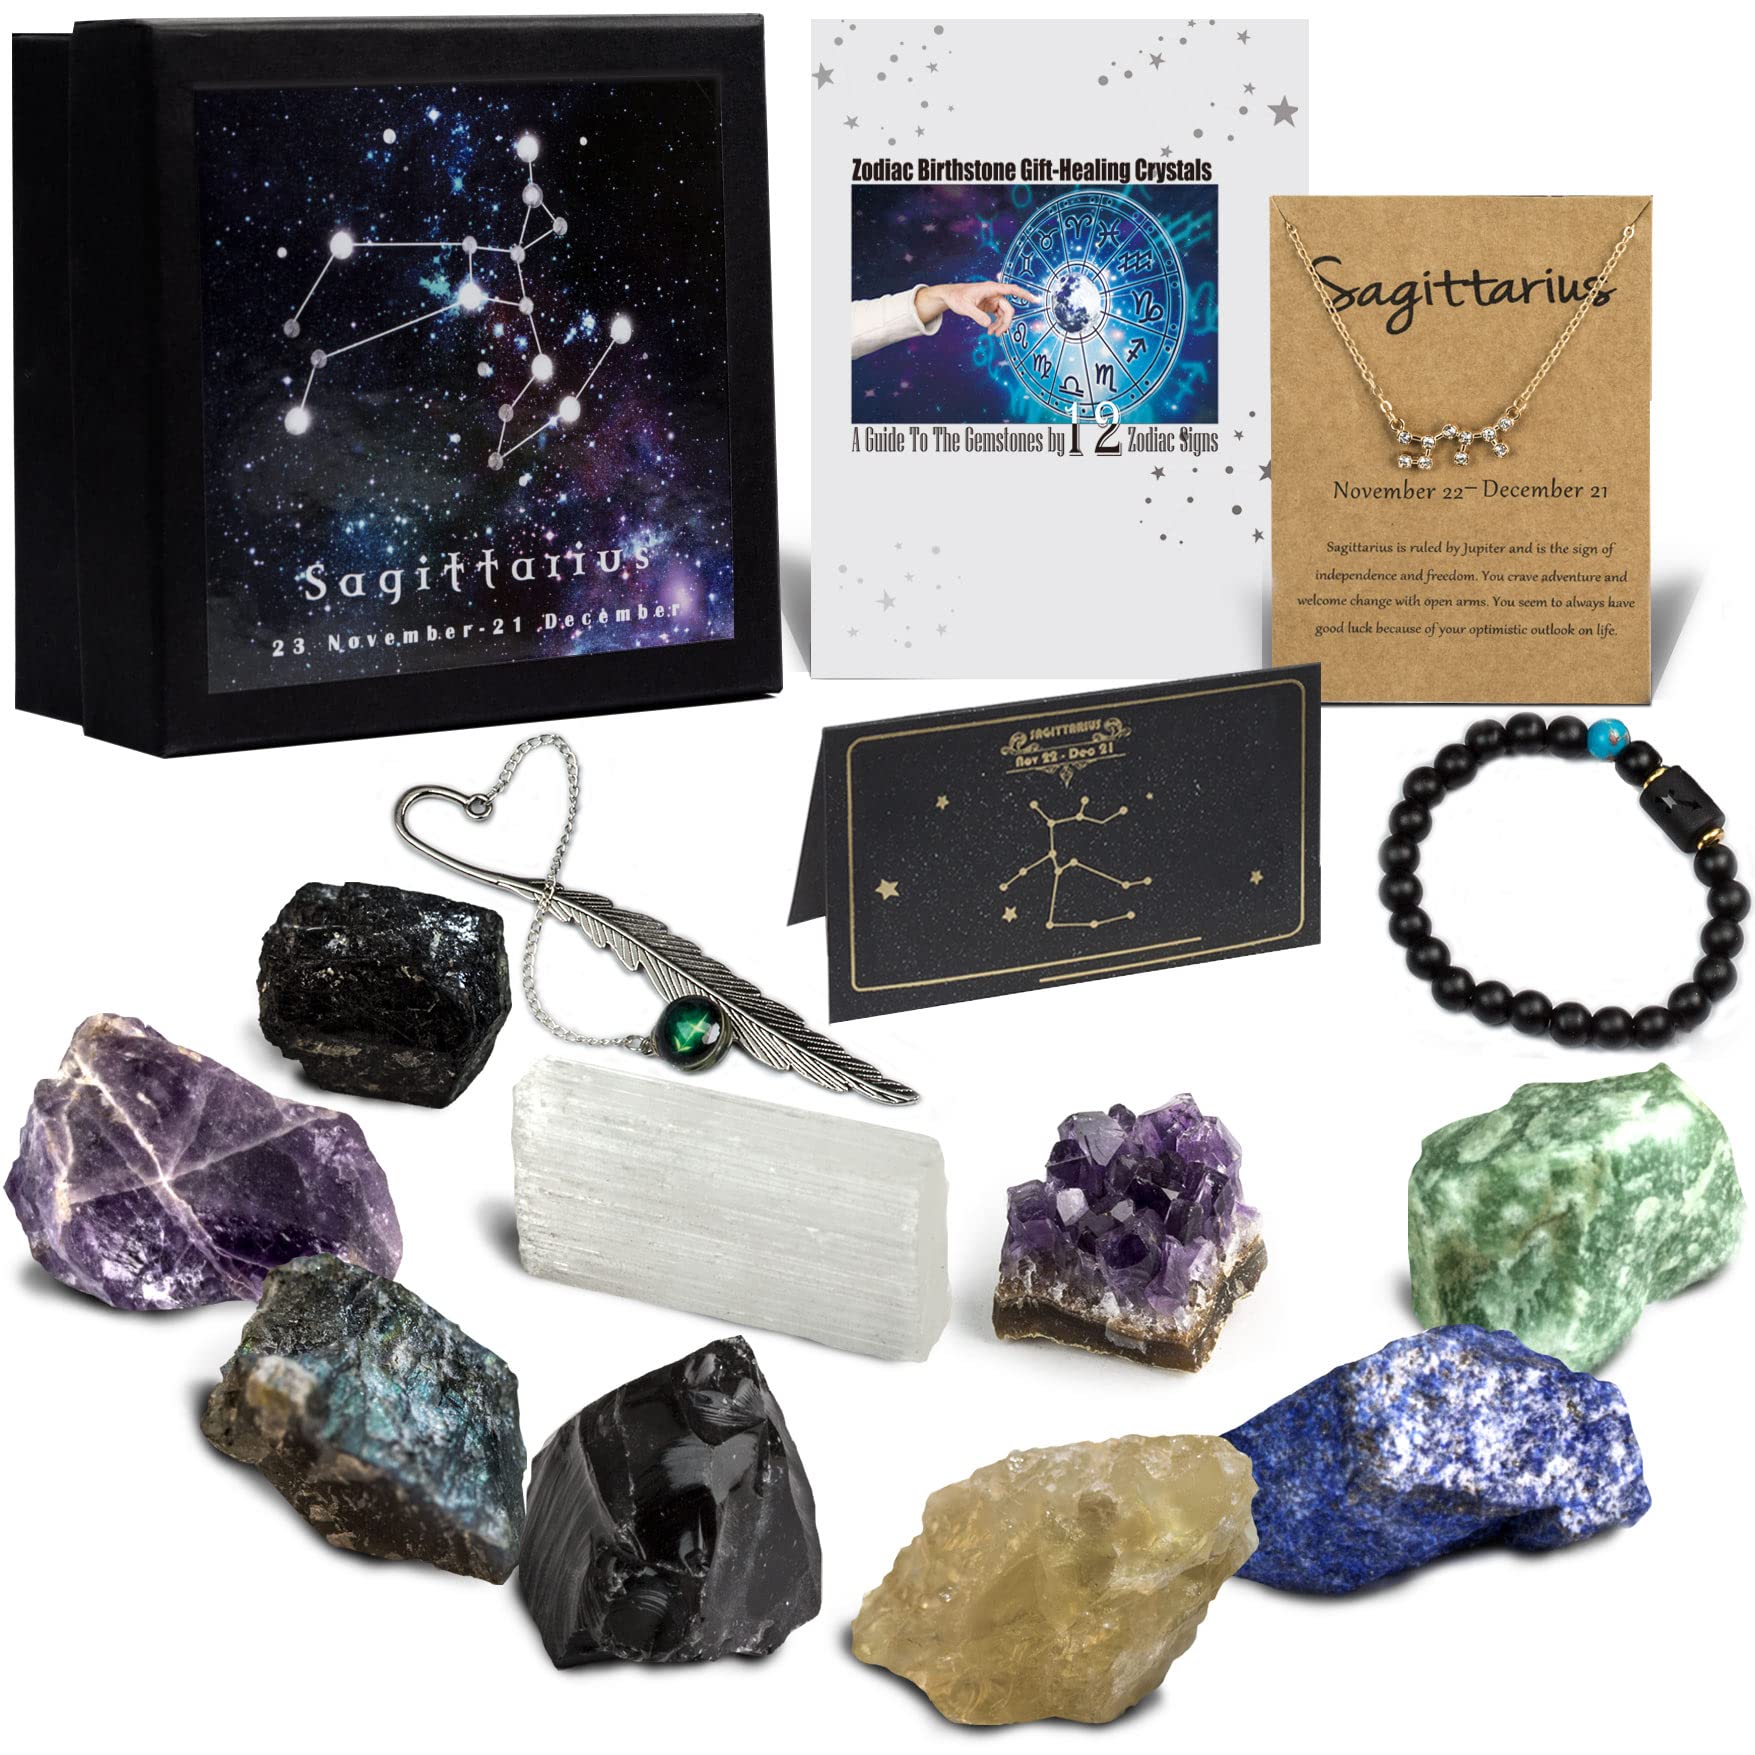 Sagittarius
23 November-21 December
Zodiac Birthstone Gift-Healing Crystals
A Guide To The Gemstones by 12 Zodiac Signs
Sagittarius
November 22-December 21
Sagittarius is ruled by Jupiter and is the sign of
independence and freedom. You crave adventure and
welcome change with open arms. You seem to always have
good luck because of your optimistic outlook on life.
SAGITTARIUS
Nov 22 - Dec 21